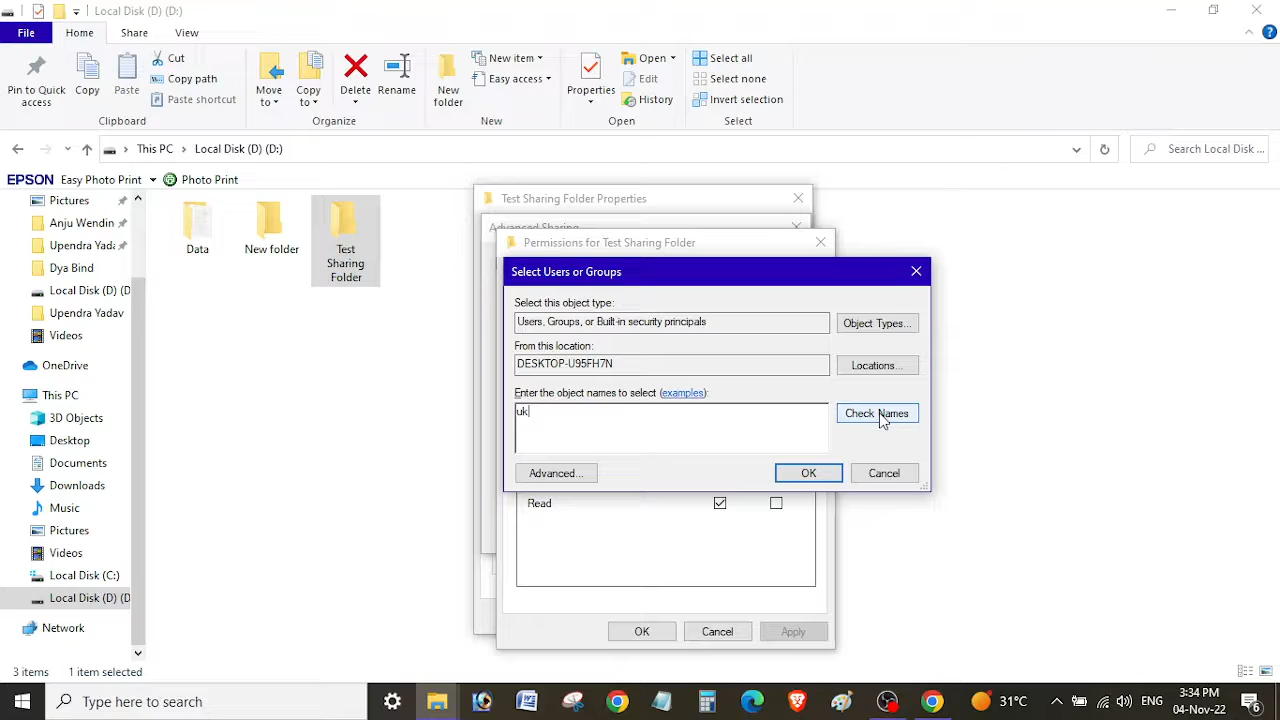 Local Disk (D) (D:)
File
Home
Share
View
Pin to Quick access
Copy
Paste
Cut
Copy path
Paste shortcut
Clipboard
Move to
Copy to
Delete
Rename
Organize
New folder
New item
Easy access
New
Properties
Open
Edit
History
Open
Select all
Select none
Invert selection
Select
This PC
Local Disk (D) (D:)
Search Local Disk ...
EPSON Easy Photo Print
Photo Print
Pictures
Anju Wendin
Upendra Yada
Dya Bind
Local Disk (D) (D
Upendra Yadav
Videos
OneDrive
This PC
3D Objects
Desktop
Documents
Downloads
Music
Pictures
Videos
Local Disk (C:)
Local Disk (D) (D
Network
Data
New folder
Test Sharing Folder
Test Sharing Folder Properties
Advanced Sharing
Permissions for Test Sharing Folder
Select Users or Groups
Select this object type:
Users, Groups, or Built-in security principals
Object Types...
From this location:
DESKTOP-U95FH7N
Locations...
Enter the object names to select (examples):
uk
Check Names
Advanced...
OK
Cancel
Read
OK
Cancel
Apply
3 items
1 item selected
Type here to search
31°C
ENG
3:34 PM
04-Nov-22
6